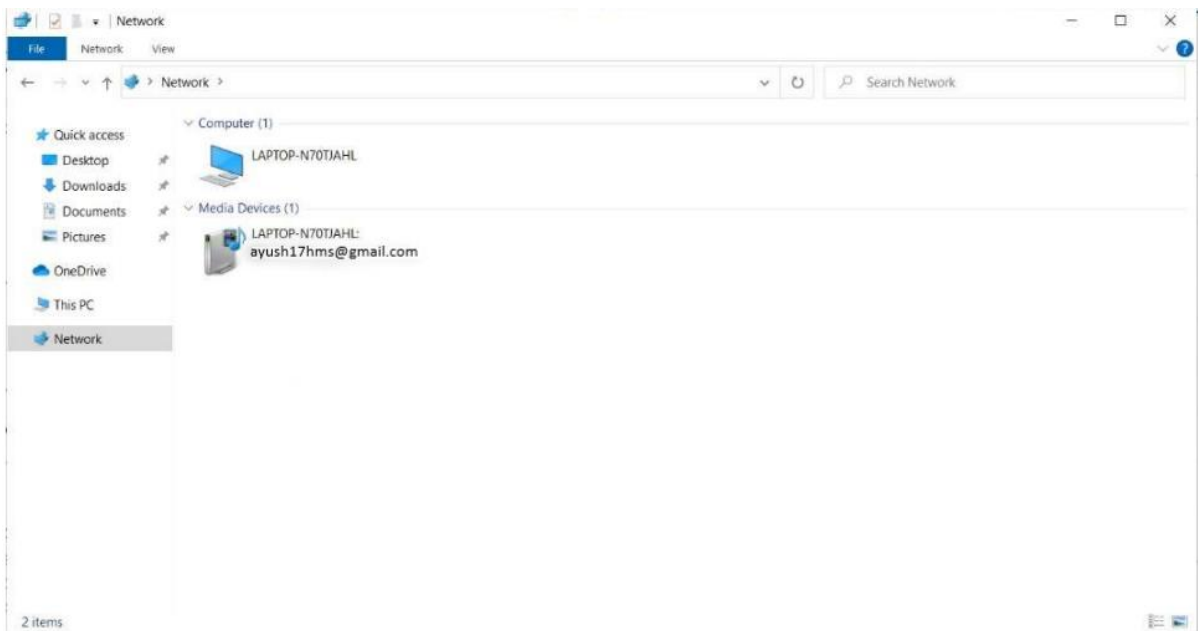 Network
File Network View
Network
Search Network
Quick access
Desktop
Downloads
Documents
Pictures
OneDrive
This PC
Network
Computer (1)
LAPTOP-N70TJAHL
Media Devices (1)
LAPTOP-N70TJAHL:
ayush17hms@gmail.com
2 items